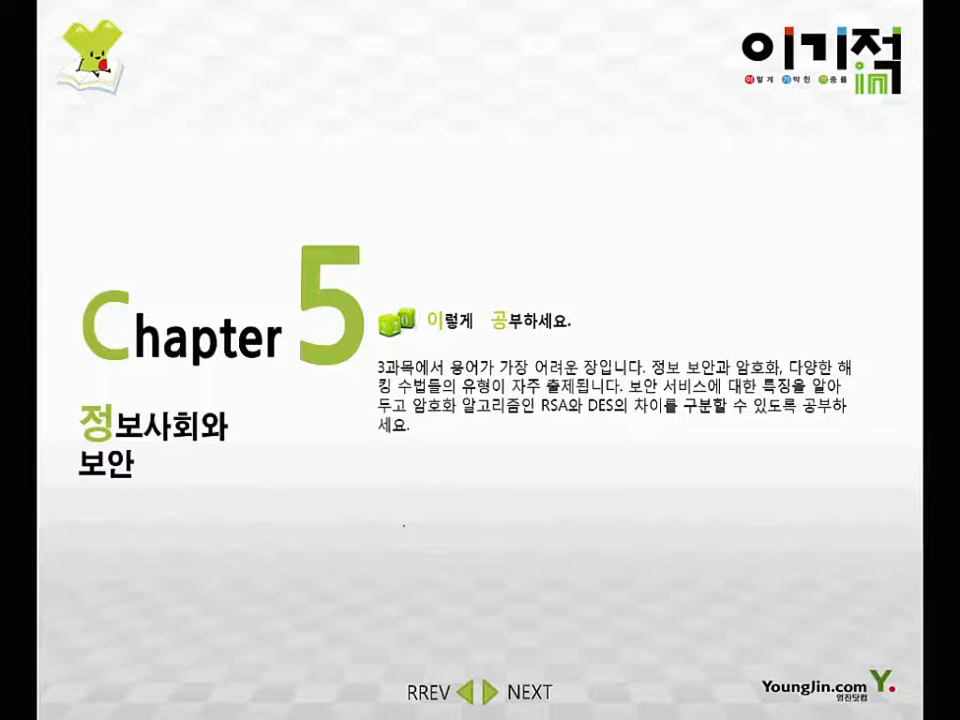 이기적
이렇게 기막힌 적중률
in
Chapter 5
정보사회와
보안
이렇게 공부하세요.
3과목에서 용어가 가장 어려운 장입니다. 정보 보안과 암호화, 다양한 해
킹 수법들의 유형이 자주 출제됩니다. 보안 서비스에 대한 특징을 알아
두고 암호화 알고리즘인 RSA와 DES의 차이를 구분할 수 있도록 공부하
세요.
RREV NEXT
YoungJin.com Y.
영진닷컴